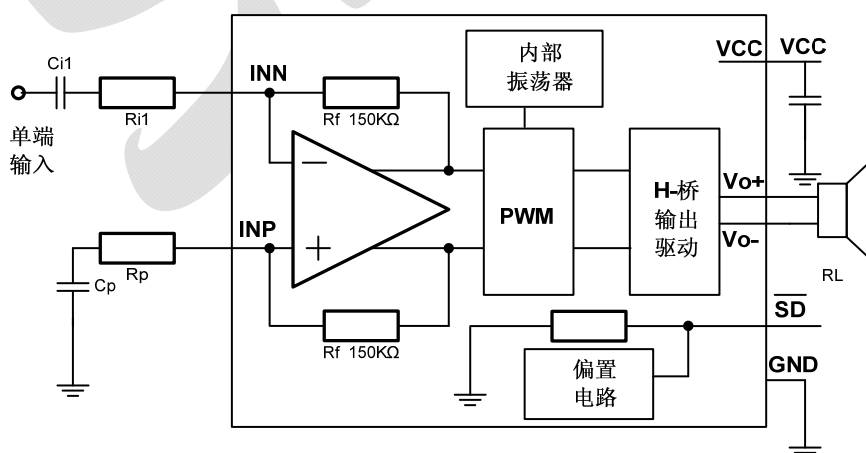 Ci1
Ri1
单端
输入
INN
Rf 150KΩ
内部
振荡器
VCC VCC
INP
Rp
Cp
Rf 150KΩ
PWM
H-桥
输出
驱动
Vo+
Vo-
RL
SD
偏置
电路
GND